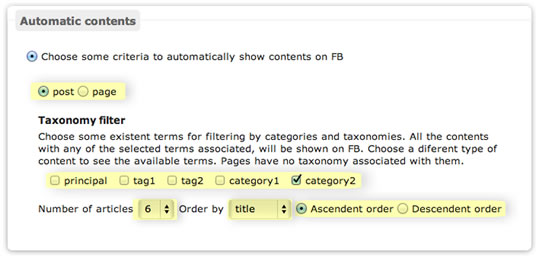 Automatic contents
Choose some criteria to automatically show contents on FB
post page
Taxonomy filter
Choose some existent terms for filtering by categories and taxonomies. All the contents
with any of the selected terms associated, will be shown on FB. Choose a diferent type of
content to see the available terms. Pages have no taxonomy associated with them.
principal tag1 tag2 category1 category2
Number of articles 6 Order by title Ascendent order Descendent order